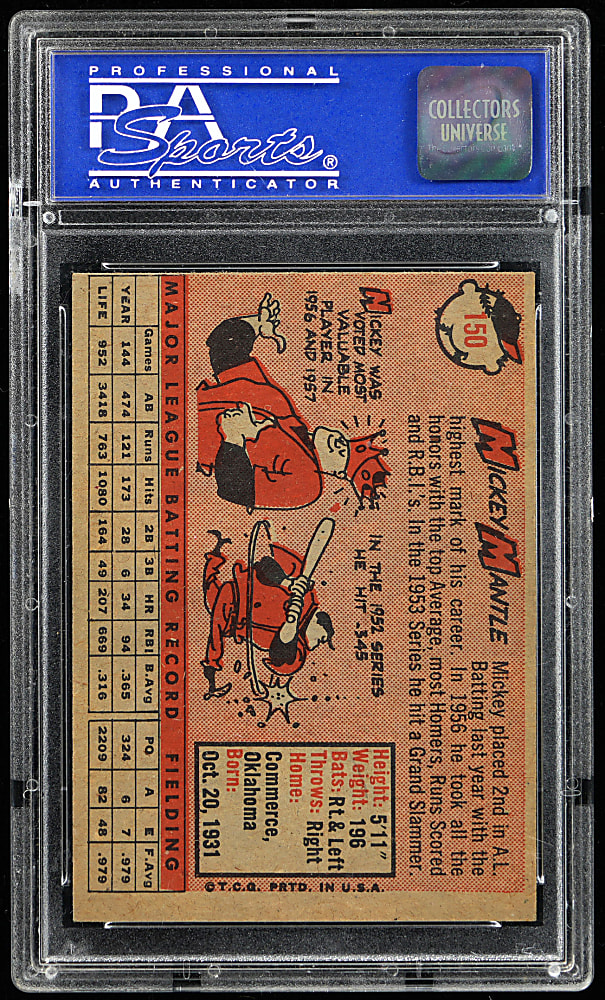 PROFESSIONAL
PSA
Sports®
AUTHENTICATOR
COLLECTORS
UNIVERSE
150
MICKEY MANTLE
Mickey placed 2nd in A.L.
Batting last year with the
highest mark of his career. In 1956 he took all the
honors with the top Average, most Homers, Runs Scored
and R.B.I.'s. In the 1953 Series he hit a Grand Slammer.
MICKEY WAS
VOTED MOST
VALUABLE
PLAYER IN
1956 AND 1957
IN THE 1952 SERIES
HE HIT .345
Height: 5'11"
Weight: 196
Bats: Rt. & Left
Throws: Right
Home:
Commerce,
Oklahoma
Born:
Oct. 20, 1931
MAJOR LEAGUE BATTING RECORD FIELDING
Games AB Runs Hits 2B 3B HR RBI B.Avg PO A E F.Avg
YEAR 144 474 121 173 28 6 34 94 .365 324 6 7 .979
LIFE 952 3418 763 1080 164 49 207 669 .316 2209 82 48 .979
©T.C.G. PRTD. IN U.S.A.